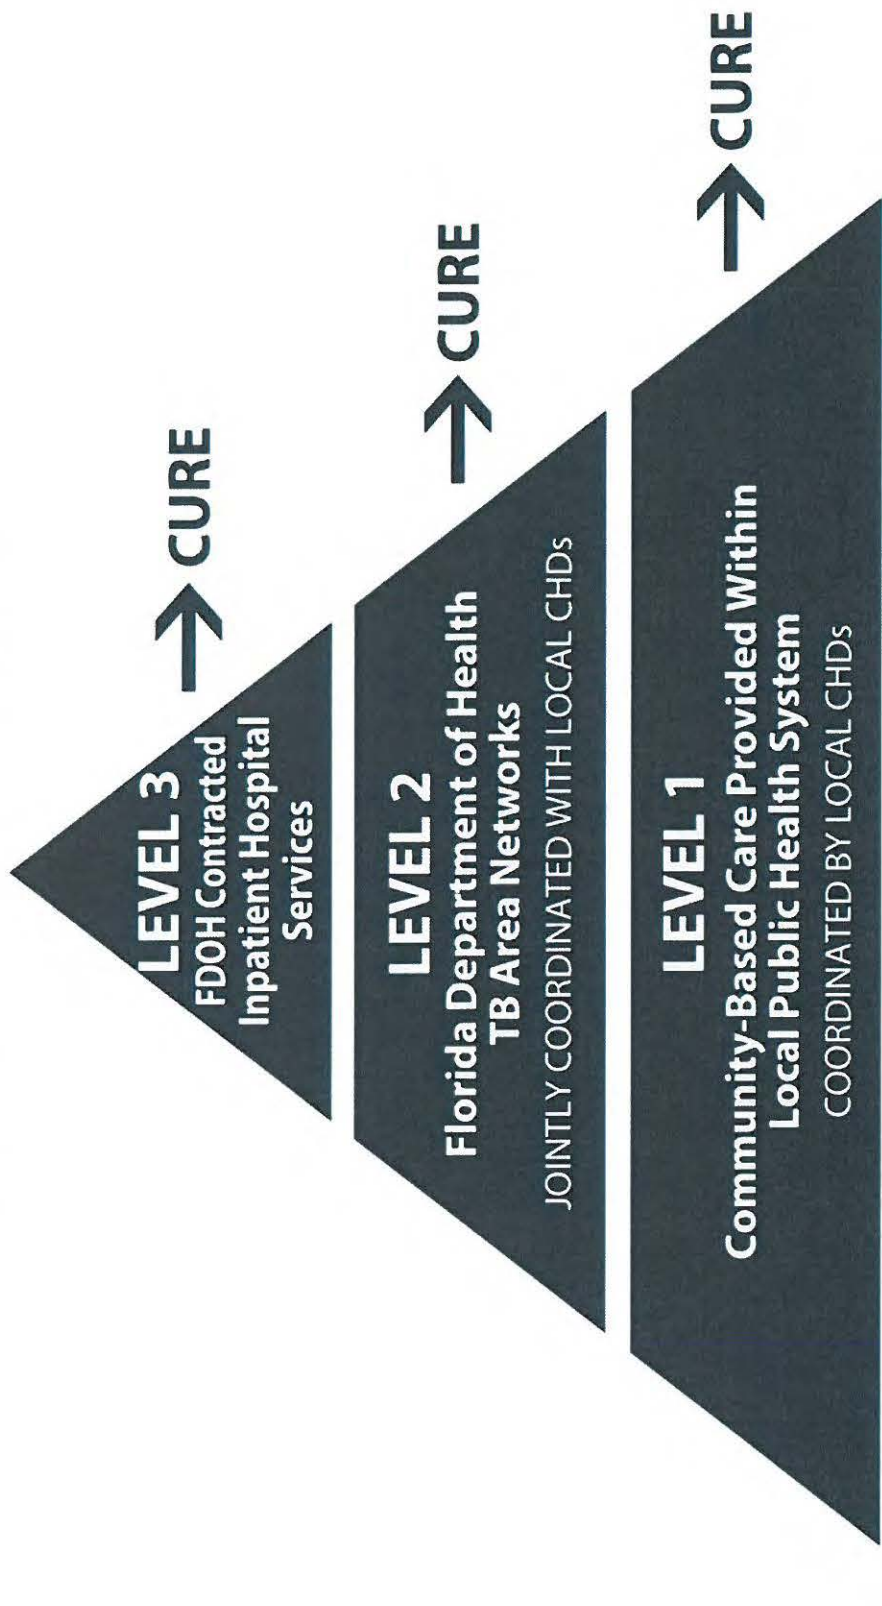 LEVEL 3
FDOH Contracted
Inpatient Hospital
Services
→ CURE
LEVEL 2
Florida Department of Health
TB Area Networks
JOINTLY COORDINATED WITH LOCAL CHDs
→ CURE
LEVEL 1
Community-Based Care Provided Within
Local Public Health System
COORDINATED BY LOCAL CHDs
→ CURE